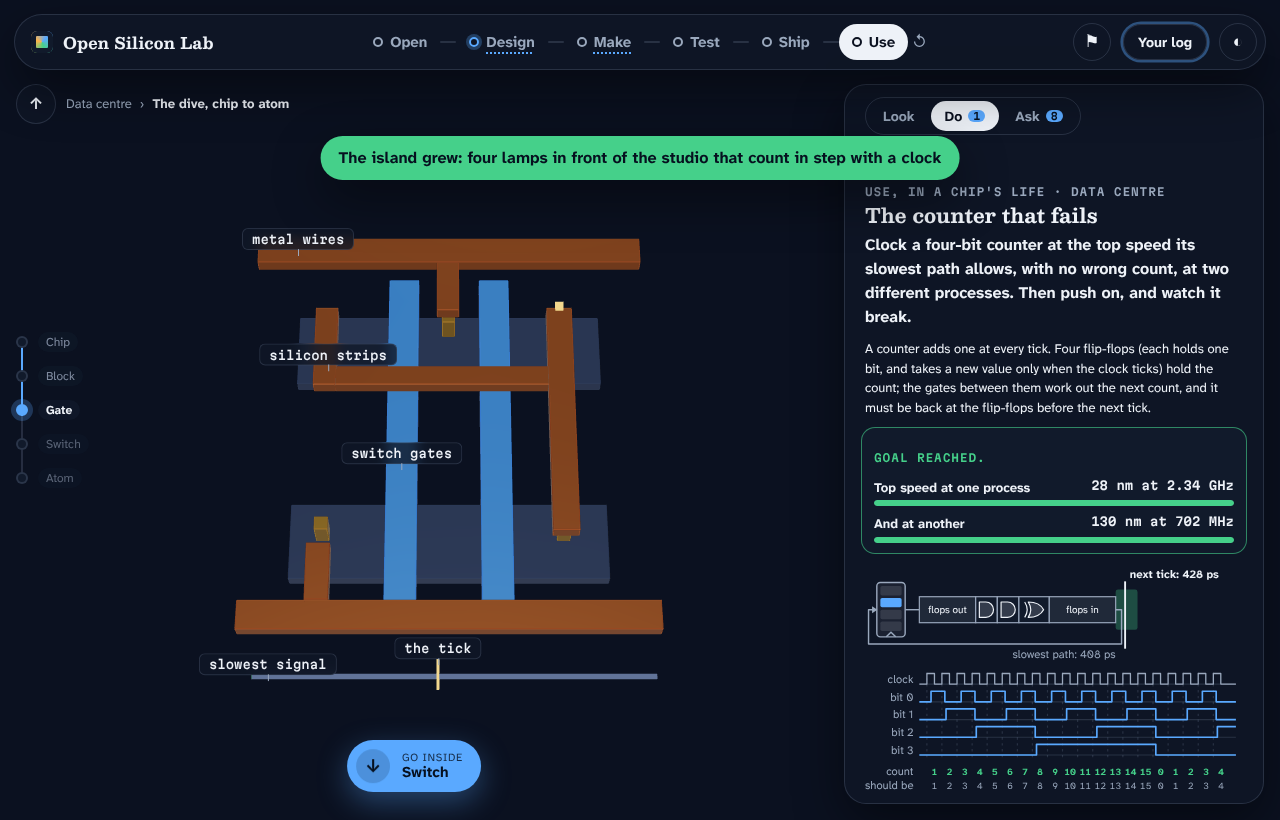 Open Silicon Lab
Open
Design
Make
Test
Ship
Use
Your log
Data centre › The dive, chip to atom
Look
Do 1
Ask 8
The island grew: four lamps in front of the studio that count in step with a clock
USE, IN A CHIP'S LIFE · DATA CENTRE
The counter that fails
Clock a four-bit counter at the top speed its
slowest path allows, with no wrong count, at two
different processes. Then push on, and watch it
break.
A counter adds one at every tick. Four flip-flops (each holds one
bit, and takes a new value only when the clock ticks) hold the
count; the gates between them work out the next count, and it
must be back at the flip-flops before the next tick.
GOAL REACHED.
Top speed at one process 28 nm at 2.34 GHz
And at another 130 nm at 702 MHz
next tick: 428 ps
flops out
flops in
slowest path: 408 ps
clock
bit 0
bit 1
bit 2
bit 3
count 1 2 3 4 5 6 7 8 9 10 11 12 13 14 15 0 1 2 3 4
should be 1 2 3 4 5 6 7 8 9 10 11 12 13 14 15 0 1 2 3 4
Chip
Block
Gate
Switch
Atom
metal wires
silicon strips
switch gates
the tick
slowest signal
GO INSIDE
Switch